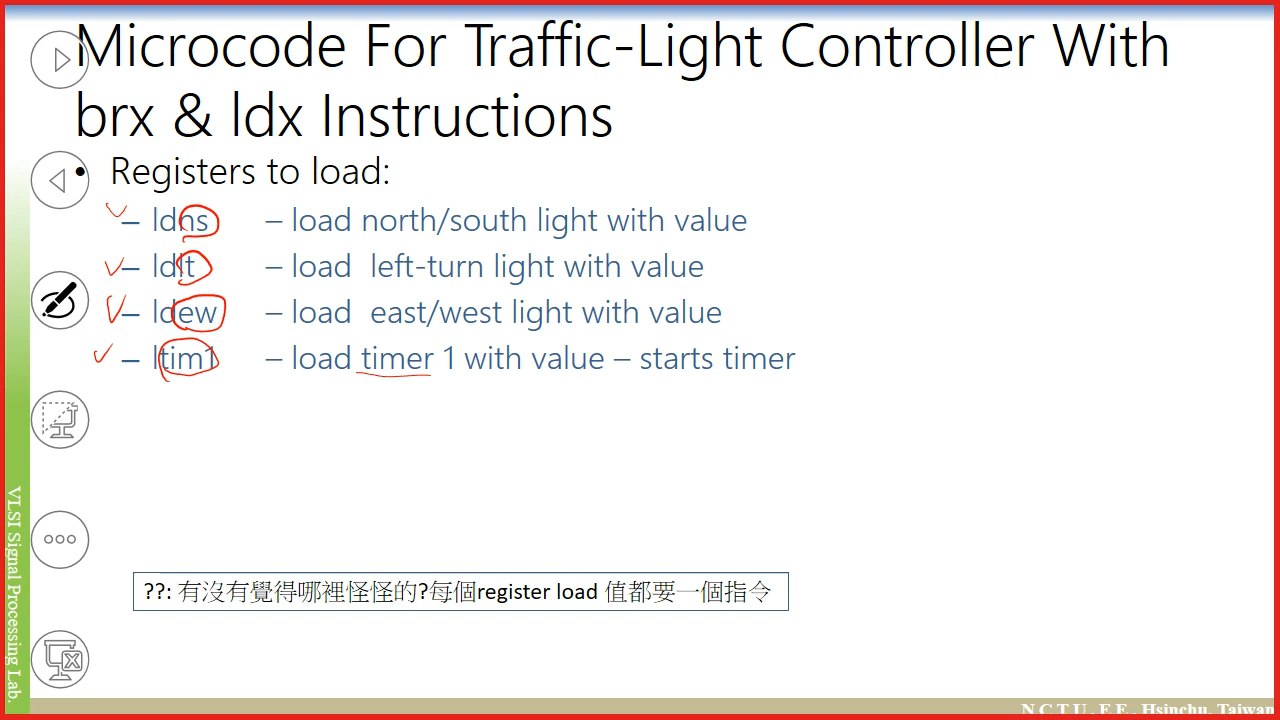 Microcode For Traffic-Light Controller With
brx & ldx Instructions
• Registers to load:
– ldns – load north/south light with value
– ldlt – load left-turn light with value
– ldew – load east/west light with value
– ltim1 – load timer 1 with value – starts timer
??: 有沒有覺得哪裡怪怪的?每個register load 值都要一個指令
VLSI Signal Processing Lab.
N C T U . E E , Hsinchu, Taiwan